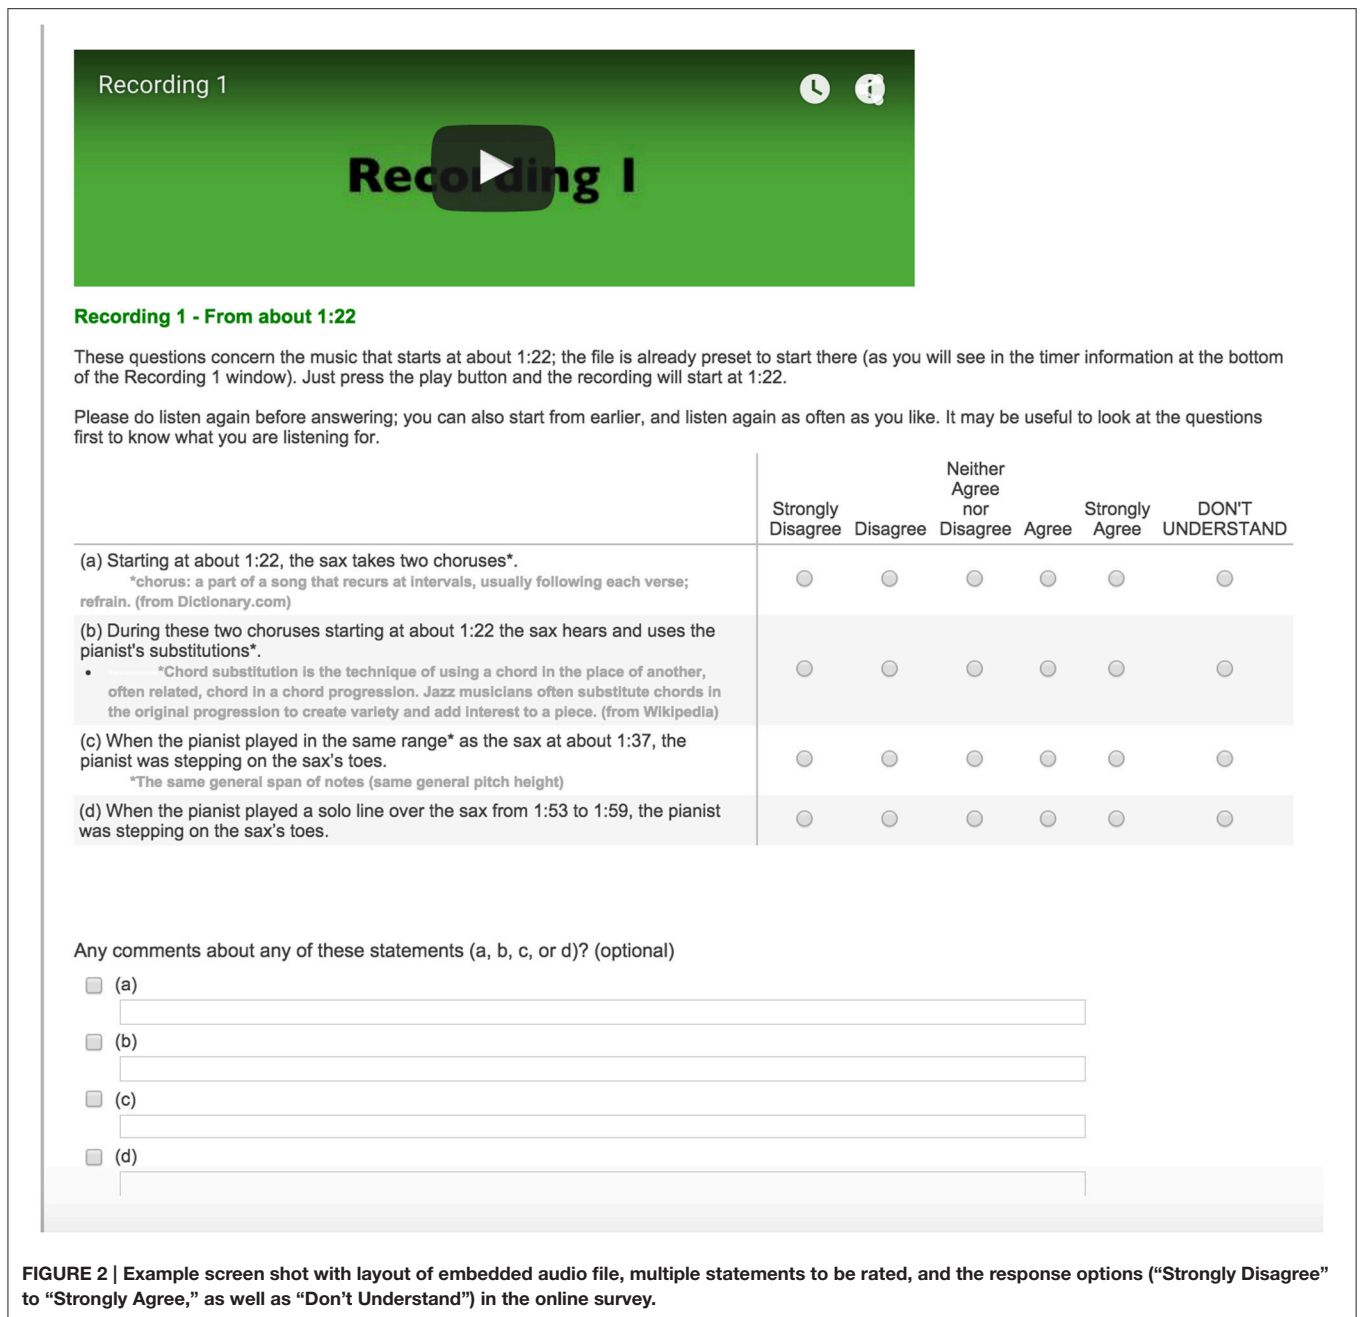 Recording 1
Recording I
Recording 1 - From about 1:22
These questions concern the music that starts at about 1:22; the file is already preset to start there (as you will see in the timer information at the bottom
of the Recording 1 window). Just press the play button and the recording will start at 1:22.
Please do listen again before answering; you can also start from earlier, and listen again as often as you like. It may be useful to look at the questions
first to know what you are listening for.
Neither
Agree
Strongly nor Strongly DON'T
Disagree Disagree Disagree Agree Agree UNDERSTAND
(a) Starting at about 1:22, the sax takes two choruses*.
*chorus: a part of a song that recurs at intervals, usually following each verse;
refrain. (from Dictionary.com)
(b) During these two choruses starting at about 1:22 the sax hears and uses the
pianist's substitutions*.
• *Chord substitution is the technique of using a chord in the place of another,
often related, chord in a chord progression. Jazz musicians often substitute chords in
the original progression to create variety and add interest to a piece. (from Wikipedia)
(c) When the pianist played in the same range* as the sax at about 1:37, the
pianist was stepping on the sax's toes.
*The same general span of notes (same general pitch height)
(d) When the pianist played a solo line over the sax from 1:53 to 1:59, the pianist
was stepping on the sax's toes.
Any comments about any of these statements (a, b, c, or d)? (optional)
(a)
(b)
(c)
(d)
FIGURE 2 | Example screen shot with layout of embedded audio file, multiple statements to be rated, and the response options (“Strongly Disagree”
to “Strongly Agree,” as well as “Don’t Understand”) in the online survey.